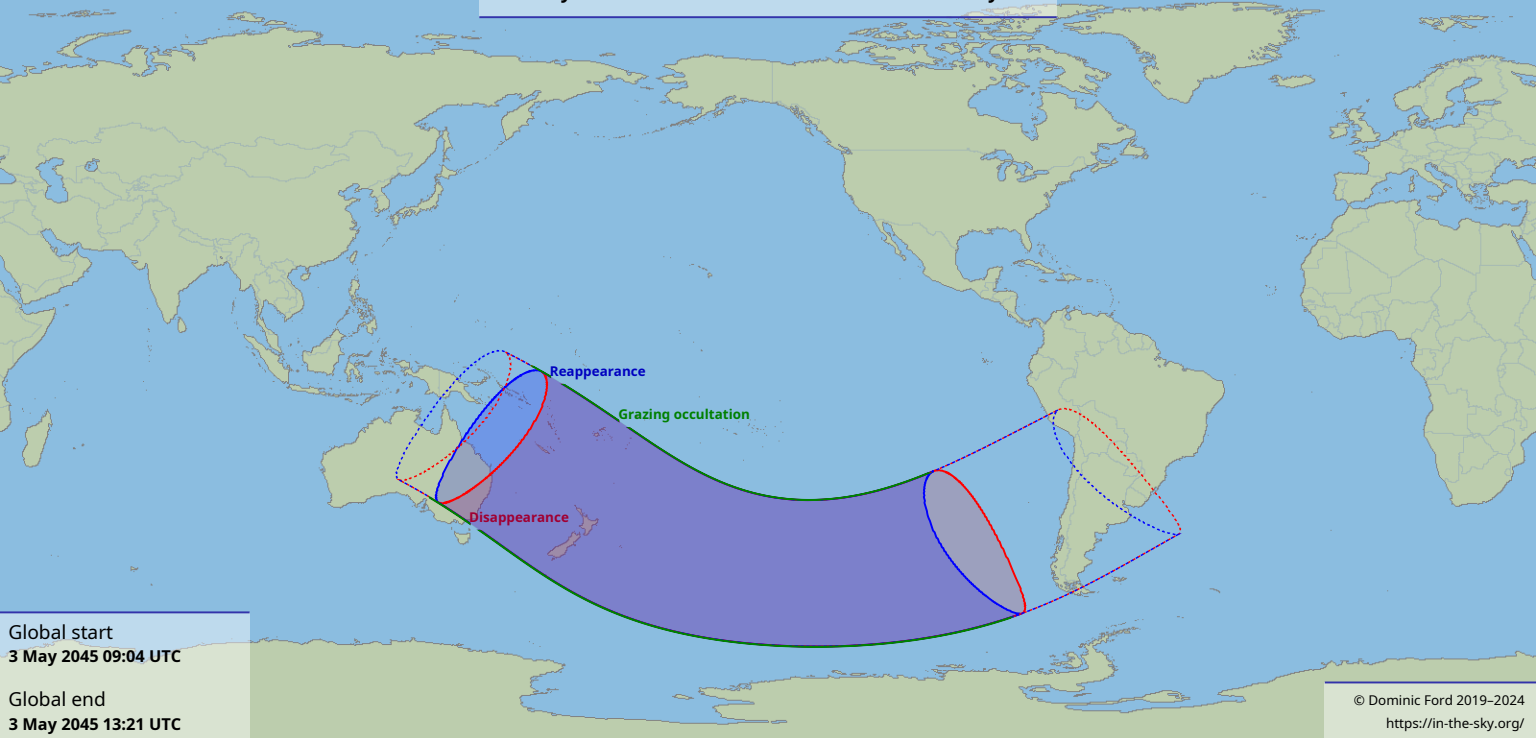 Reappearance
Grazing occultation
Disappearance
Global start
3 May 2045 09:04 UTC
Global end
3 May 2045 13:21 UTC
© Dominic Ford 2019–2024
https://in-the-sky.org/